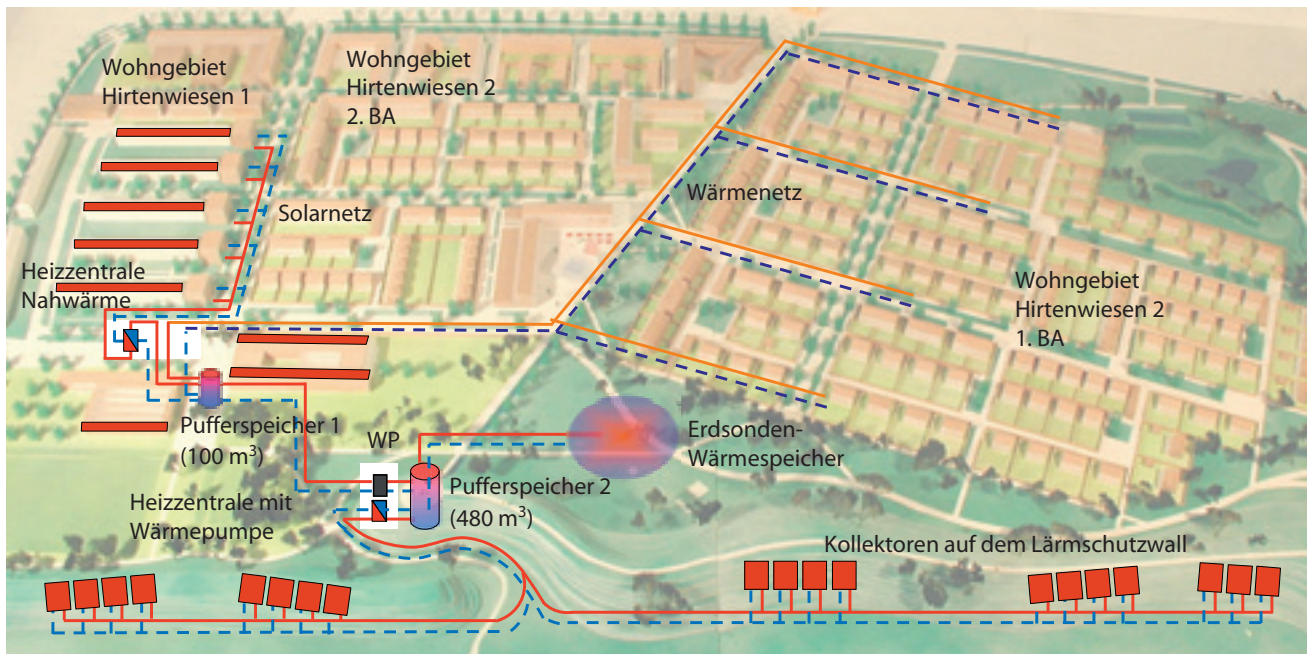 Wohngebiet
Hirtenwiesen 1
Wohngebiet
Hirtenwiesen 2
2. BA
Solarnetz
Wärmenetz
Heizzentrale
Nahwärme
Wohngebiet
Hirtenwiesen 2
1. BA
Pufferspeicher 1
(100 m³)
WP
Erdsonden-
Wärmespeicher
Pufferspeicher 2
(480 m³)
Heizzentrale mit
Wärmepumpe
Kollektoren auf dem Lärmschutzwall